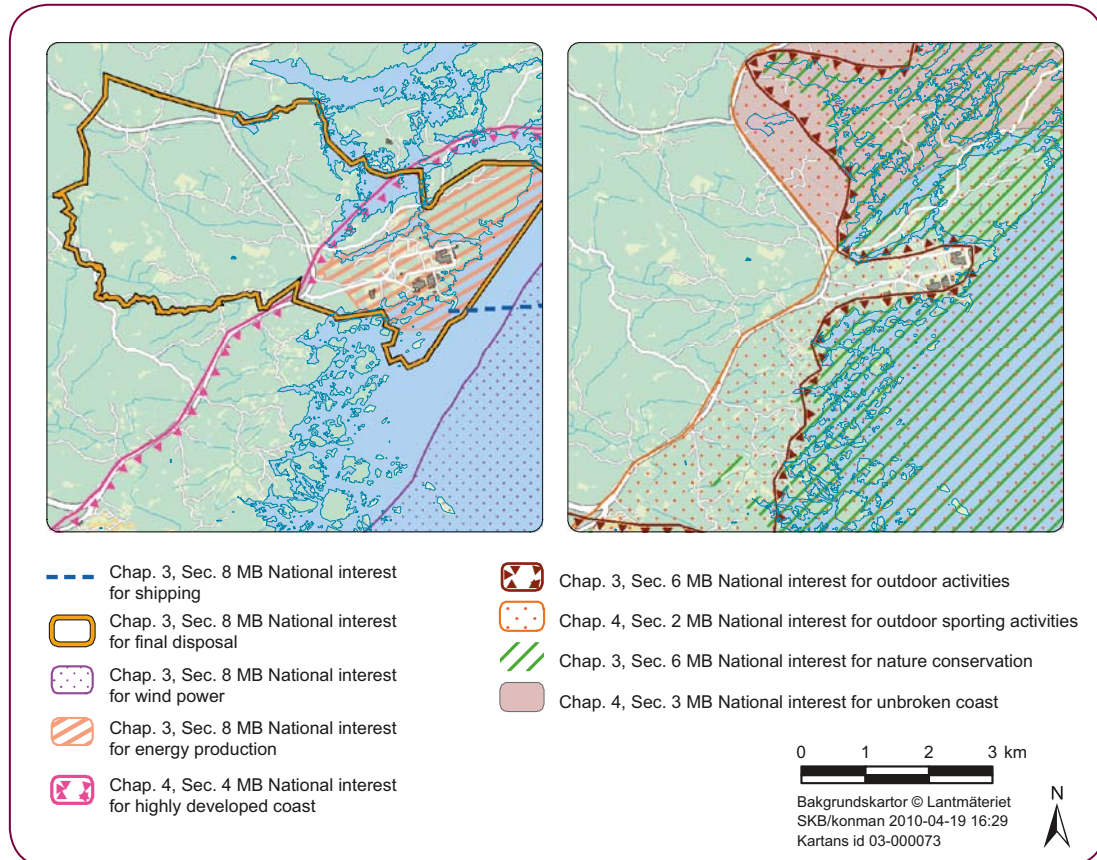 Chap. 3, Sec. 8 MB National interest
for shipping
Chap. 3, Sec. 8 MB National interest
for final disposal
Chap. 3, Sec. 8 MB National interest
for wind power
Chap. 3, Sec. 8 MB National interest
for energy production
Chap. 4, Sec. 4 MB National interest
for highly developed coast
Chap. 3, Sec. 6 MB National interest for outdoor activities
Chap. 4, Sec. 2 MB National interest for outdoor sporting activities
Chap. 3, Sec. 6 MB National interest for nature conservation
Chap. 4, Sec. 3 MB National interest for unbroken coast
0 1 2 3 km
Bakgrundskartor © Lantmäteriet
SKB/konman 2010-04-19 16:29
Kartans id 03-000073
N